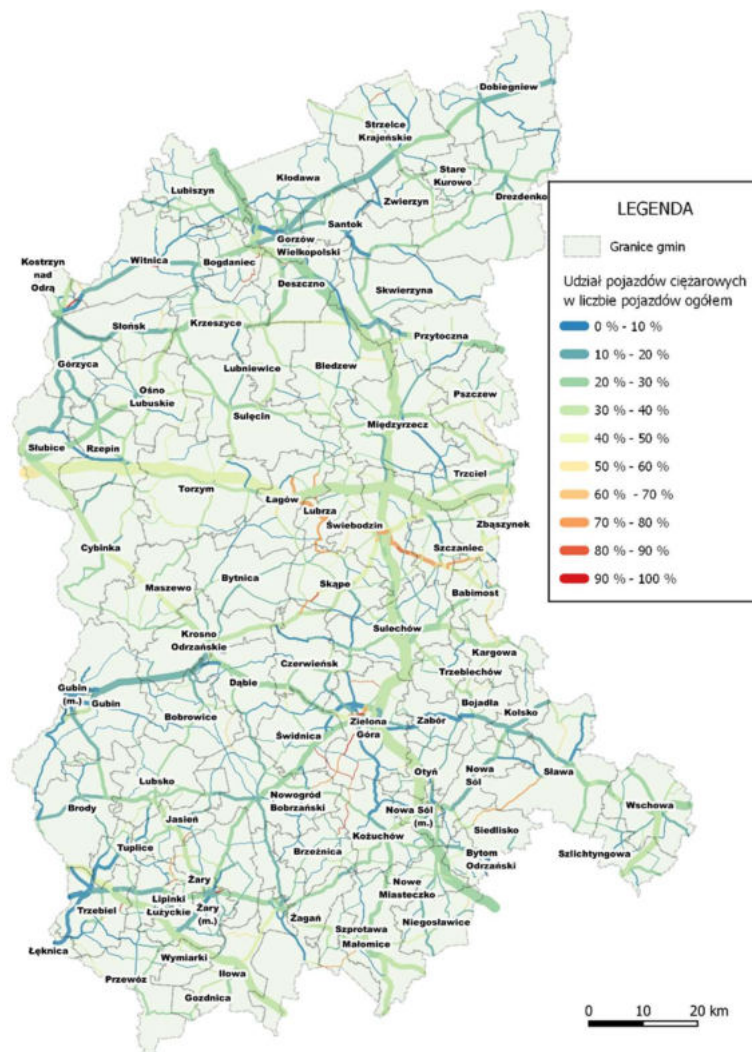 Dobiegniew
Strzelce
Krajeńskie
Stare
Kurowo
Kłodawa
Lubiszyn
Zwierzyn
Drezdenko
Santok
Gorzów
Wielkopolski
Witnica
Bogdaniec
Kostrzyn
nad
Odrą
Deszczno
Skwierzyna
Słońsk
Krzeszyce
Przytoczna
Górzyca
Lubniewice
Bledzew
Ośno
Lubuskie
Pszczew
Sulęcin
Międzyrzecz
Słubice
Rzepin
Trzciel
Torzym
Łagów
Lubrza
Świebodzin
Zbąszynek
Szczaniec
Cybinka
Bytnica
Skąpe
Maszewo
Babimost
Krosno
Odrzańskie
Sulechów
Kargowa
Czerwieńsk
Trzebiechów
Dąbie
Gubin
(m.)
Gubin
Bobrowice
Bojadła
Kolsko
Zabór
Zielona
Góra
Świdnica
Otyń
Nowa
Sól
Sława
Lubsko
Nowogród
Bobrzański
Wschowa
Brody
Jasień
Nowa Sól
(m.)
Siedlisko
Kożuchów
Tuplice
Brzeźnica
Bytom
Odrzański
Szlichtyngowa
Żary
Nowe
Miasteczko
Lipinki
Łużyckie
Trzebiel
Żary
(m.)
Żagań
Niegosławice
Szprotawa
Małomice
Łęknica
Wymiarki
Przewóz
Iłowa
Gozdnica
LEGENDA
Granice gmin
Udział pojazdów ciężarowych
w liczbie pojazdów ogółem
0 % - 10 %
10 % - 20 %
20 % - 30 %
30 % - 40 %
40 % - 50 %
50 % - 60 %
60 % - 70 %
70 % - 80 %
80 % - 90 %
90 % - 100 %
0 10 20 km